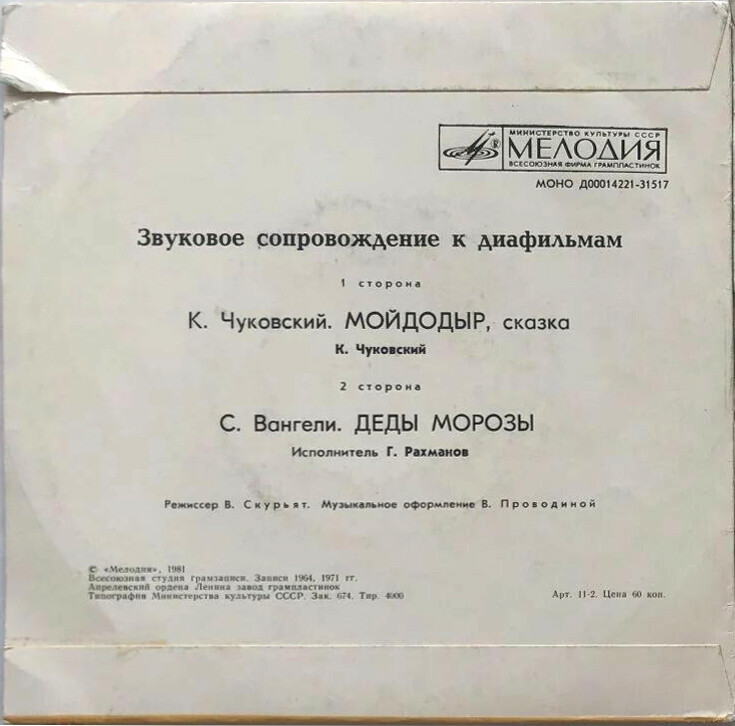 МИНИСТЕРСТВО КУЛЬТУРЫ СССР
МЕЛОДИЯ
ВСЕСОЮЗНАЯ ФИРМА ГРАМПЛАСТИНОК
МОНО Д00014221-31517
Звуковое сопровождение к диафильмам
1 сторона
К. Чуковский. МОЙДОДЫР, сказка
К. Чуковский
2 сторона
С. Вангели. ДЕДЫ МОРОЗЫ
Исполнитель Г. Рахманов
Режиссер В. Скурьят. Музыкальное оформление В. Проводиной
© «Мелодия», 1981
Всесоюзная студия грамзаписи. Записи 1964, 1971 гг.
Апрелевский ордена Ленина завод грампластинок
Типография Министерства культуры СССР. Зак. 674. Тир. 4000
Арт. 11-2. Цена 60 коп.